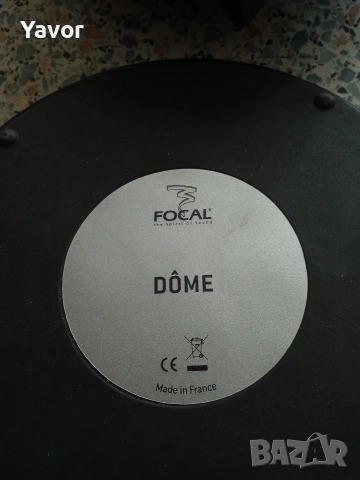 Yavor
FOCAL®
the Spirit of Sound
DÔME
CE
Made in France
BAZAR